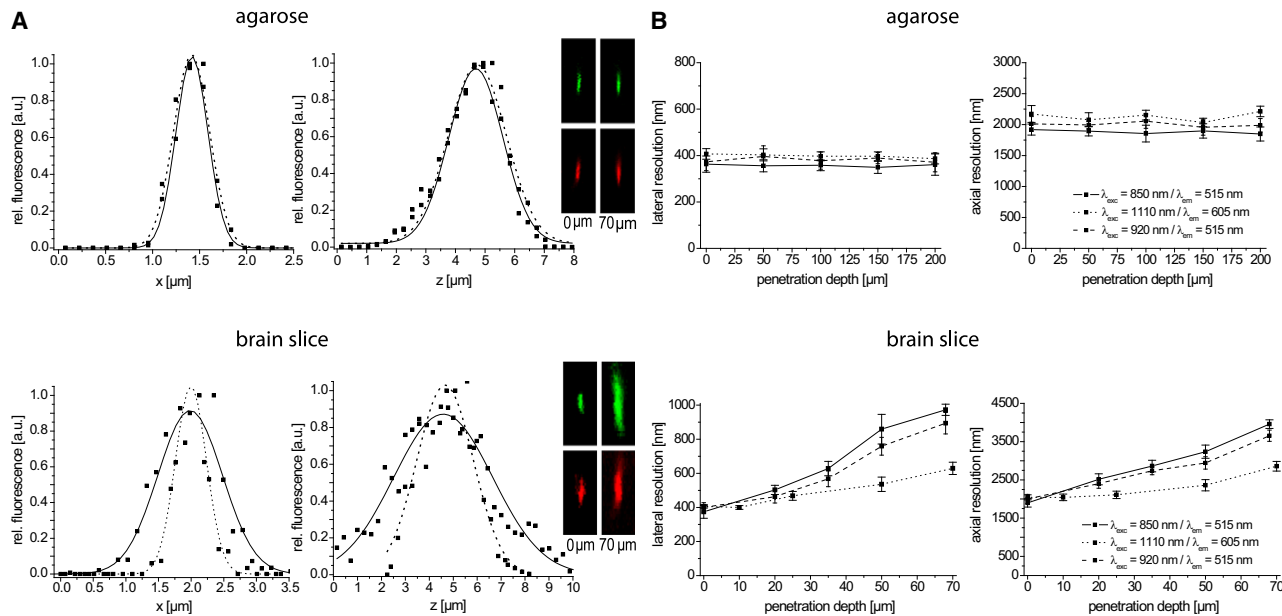 A
agarose
rel. fluorescence [a.u.]
1.0
0.8
0.6
0.4
0.2
0.0
0.0 0.5 1.0 1.5 2.0 2.5
x [µm]
1.0
0.8
0.6
0.4
0.2
0.0
0 1 2 3 4 5 6 7 8
z [µm]
rel. fluorescence [a.u.]
0 µm 70 µm
B
agarose
lateral resolution [nm]
800
600
400
200
0
0 25 50 75 100 125 150 175 200
penetration depth [µm]
axial resolution [nm]
3000
2500
2000
1500
1000
500
0
0 25 50 75 100 125 150 175 200
penetration depth [µm]
λexc = 850 nm / λem = 515 nm
λexc = 1110 nm / λem = 605 nm
λexc = 920 nm / λem = 515 nm
brain slice
rel. fluorescence [a.u.]
1.0
0.8
0.6
0.4
0.2
0.0
0.0 0.5 1.0 1.5 2.0 2.5 3.0 3.5
x [µm]
rel. fluorescence [a.u.]
1.0
0.8
0.6
0.4
0.2
0.0
0 2 4 6 8 10
z [µm]
0 µm 70 µm
brain slice
lateral resolution [nm]
1000
800
600
400
200
0 10 20 30 40 50 60 70
penetration depth [µm]
axial resolution [nm]
4500
3750
3000
2250
1500
750
0
0 10 20 30 40 50 60 70
penetration depth [µm]
λexc = 850 nm / λem = 515 nm
λexc = 1110 nm / λem = 605 nm
λexc = 920 nm / λem = 515 nm